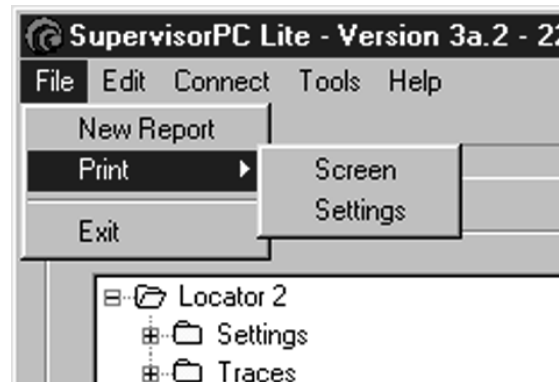 SupervisorPC Lite - Version 3a.2 - 22
File Edit Connect Tools Help
New Report
Print Screen
Settings
Exit
Locator 2
Settings
Traces